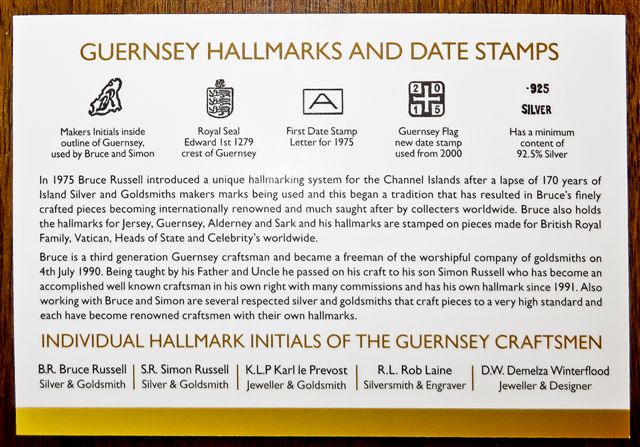 GUERNSEY HALLMARKS AND DATE STAMPS
BR
A
20
15
·925
SILVER
Makers Initials inside
outline of Guernsey,
used by Bruce and Simon
Royal Seal
Edward 1st 1279
crest of Guernsey
First Date Stamp
Letter for 1975
Guernsey Flag
new date stamp
used from 2000
Has a minimum
content of
92.5% Silver
In 1975 Bruce Russell introduced a unique hallmarking system for the Channel Islands after a lapse of 170 years of
Island Silver and Goldsmiths makers marks being used and this began a tradition that has resulted in Bruce's finely
crafted pieces becoming internationally renowned and much saught after by collecters worldwide. Bruce also holds
the hallmarks for Jersey, Guernsey, Alderney and Sark and his hallmarks are stamped on pieces made for British Royal
Family, Vatican, Heads of State and Celebrity's worldwide.
Bruce is a third generation Guernsey craftsman and became a freeman of the worshipful company of goldsmiths on
4th July 1990. Being taught by his Father and Uncle he passed on his craft to his son Simon Russell who has become an
accomplished well known craftsman in his own right with many commissions and has his own hallmark since 1991. Also
working with Bruce and Simon are several respected silver and goldsmiths that craft pieces to a very high standard and
each have become renowned craftsmen with their own hallmarks.
INDIVIDUAL HALLMARK INITIALS OF THE GUERNSEY CRAFTSMEN
B.R. Bruce Russell
Silver & Goldsmith
S.R. Simon Russell
Silver & Goldsmith
K.L.P Karl le Prevost
Jeweller & Goldsmith
R.L. Rob Laine
Silversmith & Engraver
D.W. Demelza Winterflood
Jeweller & Designer